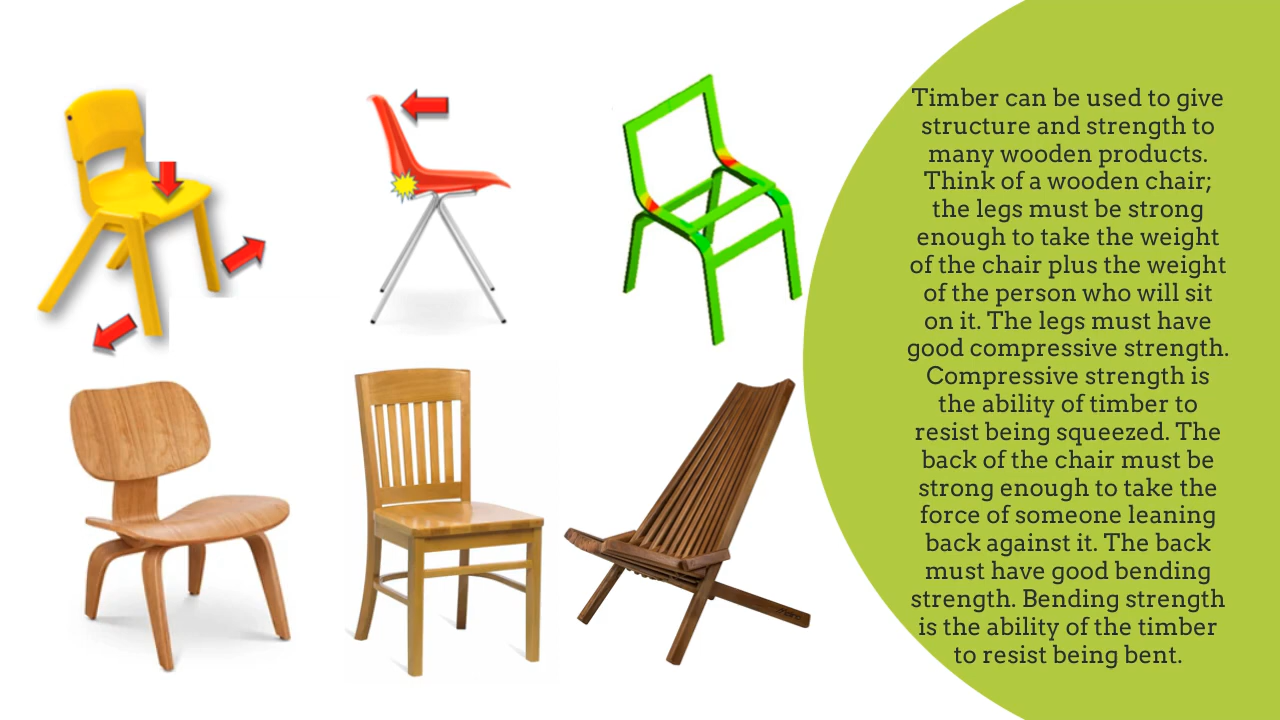 Timber can be used to give
structure and strength to
many wooden products.
Think of a wooden chair;
the legs must be strong
enough to take the weight
of the chair plus the weight
of the person who will sit
on it. The legs must have
good compressive strength.
Compressive strength is
the ability of timber to
resist being squeezed. The
back of the chair must be
strong enough to take the
force of someone leaning
back against it. The back
must have good bending
strength. Bending strength
is the ability of the timber
to resist being bent.